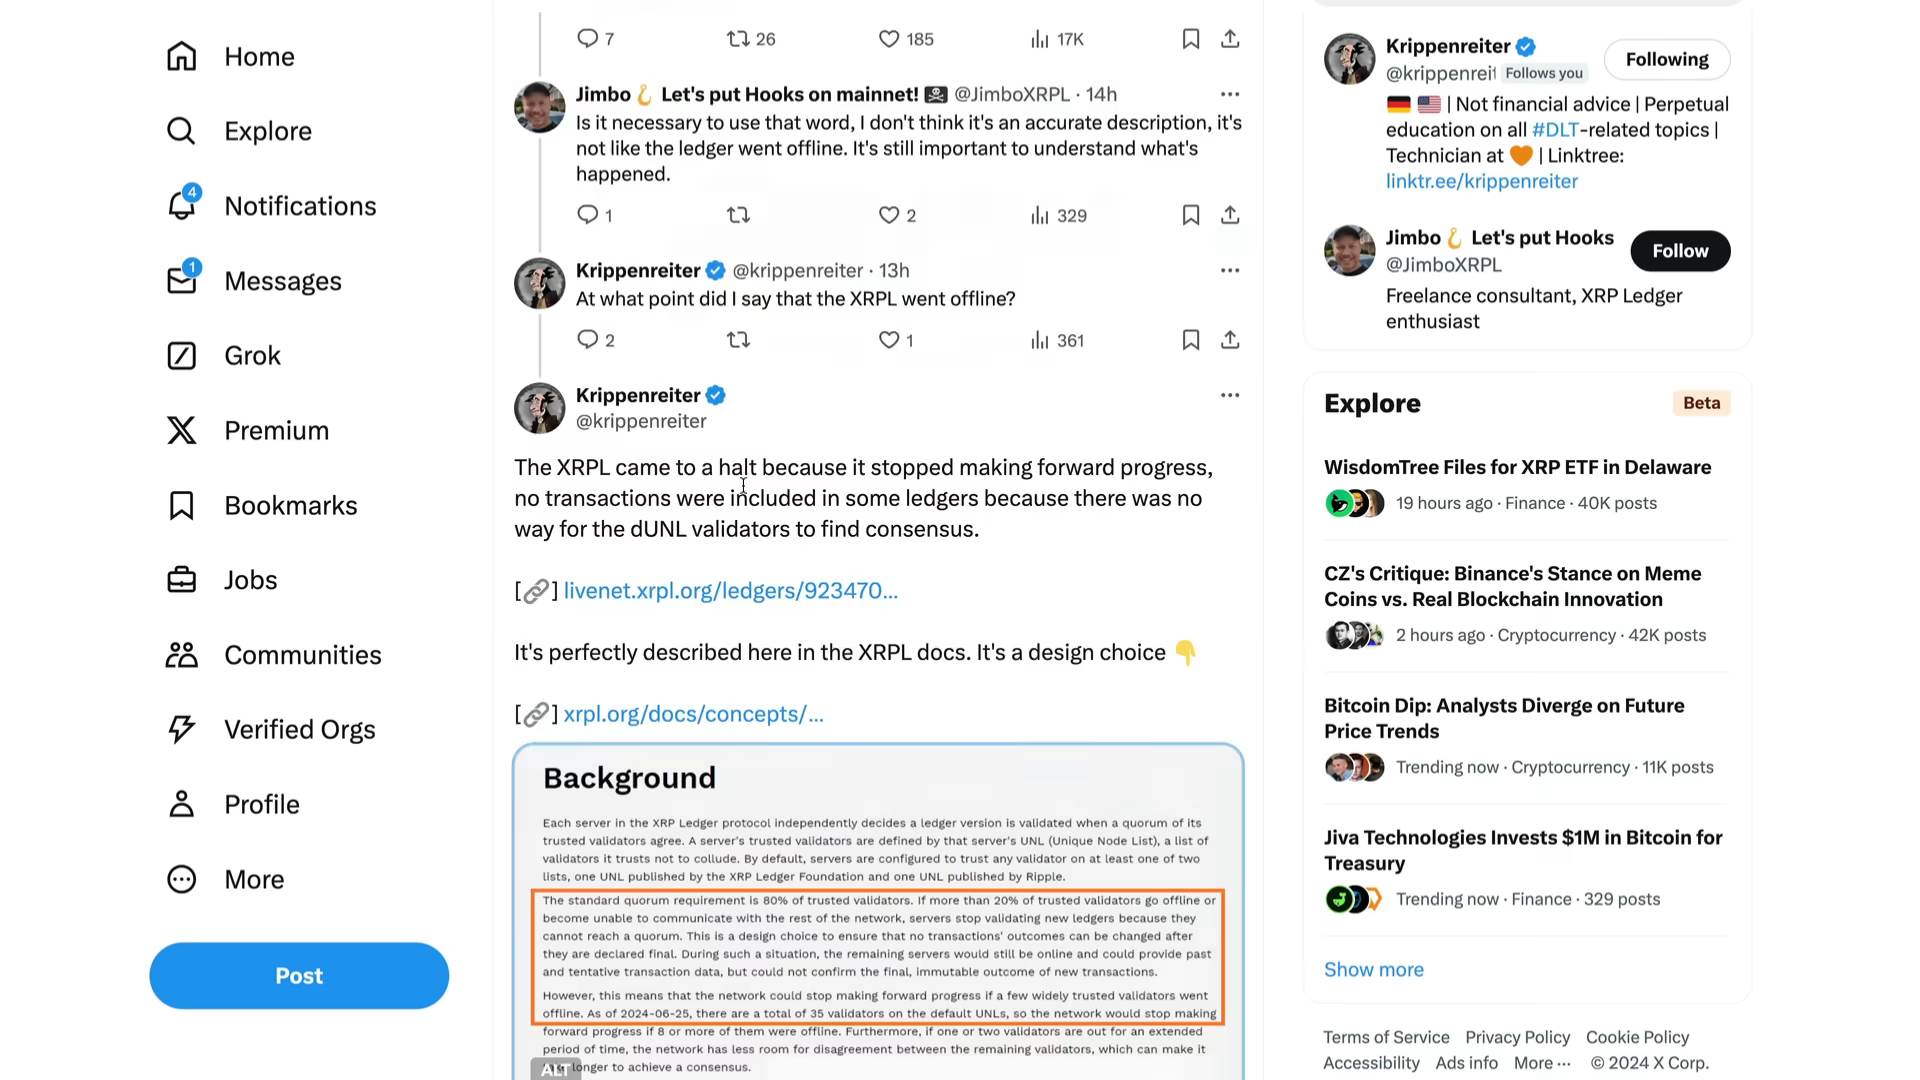 Home
Explore
4
Notifications
1
Messages
Grok
Premium
Bookmarks
Jobs
Communities
Verified Orgs
Profile
More
Post
7 26 185 17K
Jimbo 🪝 Let's put Hooks on mainnet! 🏴‍☠️ @JimboXRPL · 14h
Is it necessary to use that word, I don't think it's an accurate description, it's
not like the ledger went offline. It's still important to understand what's
happened.
1 2 329
Krippenreiter @krippenreiter · 13h
At what point did I say that the XRPL went offline?
2 1 361
Krippenreiter
@krippenreiter
The XRPL came to a halt because it stopped making forward progress,
no transactions were included in some ledgers because there was no
way for the dUNL validators to find consensus.
[🔗] livenet.xrpl.org/ledgers/923470...
It's perfectly described here in the XRPL docs. It's a design choice 👇
[🔗] xrpl.org/docs/concepts/...
Background
Each server in the XRP Ledger protocol independently decides a ledger version is validated when a quorum of its
trusted validators agree. A server's trusted validators are defined by that server's UNL (Unique Node List), a list of
validators it trusts not to collude. By default, servers are configured to trust any validator on at least one of two
lists, one UNL published by the XRP Ledger Foundation and one UNL published by Ripple.
The standard quorum requirement is 80% of trusted validators. If more than 20% of trusted validators go offline or
become unable to communicate with the rest of the network, servers stop validating new ledgers because they
cannot reach a quorum. This is a design choice to ensure that no transactions' outcomes can be changed after
they are declared final. During such a situation, the remaining servers would still be online and could provide past
and tentative transaction data, but could not confirm the final, immutable outcome of new transactions.
However, this means that the network could stop making forward progress if a few widely trusted validators went
offline. As of 2024-06-25, there are a total of 35 validators on the default UNLs, so the network would stop making
forward progress if 8 or more of them were offline. Furthermore, if one or two validators are out for an extended
period of time, the network has less room for disagreement between the remaining validators, which can make it
longer to achieve a consensus.
ALT
Krippenreiter
@krippenreit Follows you
Following
🇩🇪 🇺🇸 | Not financial advice | Perpetual
education on all #DLT-related topics |
Technician at 🧡 | Linktree:
linktr.ee/krippenreiter
Jimbo 🪝 Let's put Hooks
@JimboXRPL
Follow
Freelance consultant, XRP Ledger
enthusiast
Explore
Beta
WisdomTree Files for XRP ETF in Delaware
19 hours ago · Finance · 40K posts
CZ's Critique: Binance's Stance on Meme
Coins vs. Real Blockchain Innovation
2 hours ago · Cryptocurrency · 42K posts
Bitcoin Dip: Analysts Diverge on Future
Price Trends
Trending now · Cryptocurrency · 11K posts
Jiva Technologies Invests $1M in Bitcoin for
Treasury
Trending now · Finance · 329 posts
Show more
Terms of Service Privacy Policy Cookie Policy
Accessibility Ads info More ··· © 2024 X Corp.